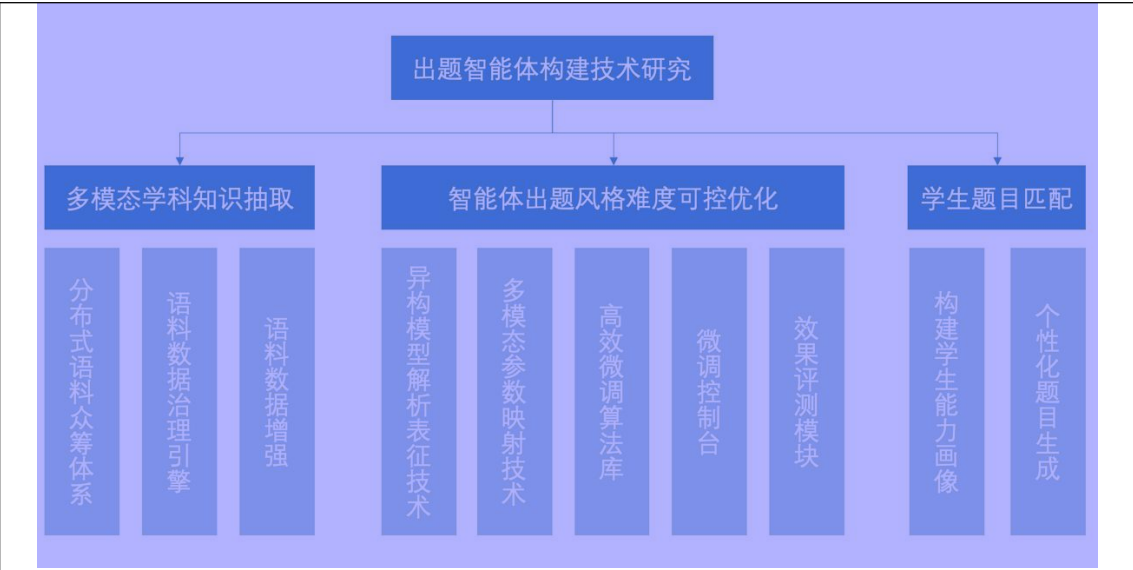 出题智能体构建技术研究
多模态学科知识抽取
智能体出题风格难度可控优化
学生题目匹配
分布式语料众筹体系
语料数据治理引擎
语料数据增强
异构模型解析表征技术
多模态参数映射技术
高效微调算法库
微调控制台
效果评测模块
构建学生能力画像
个性化题目生成